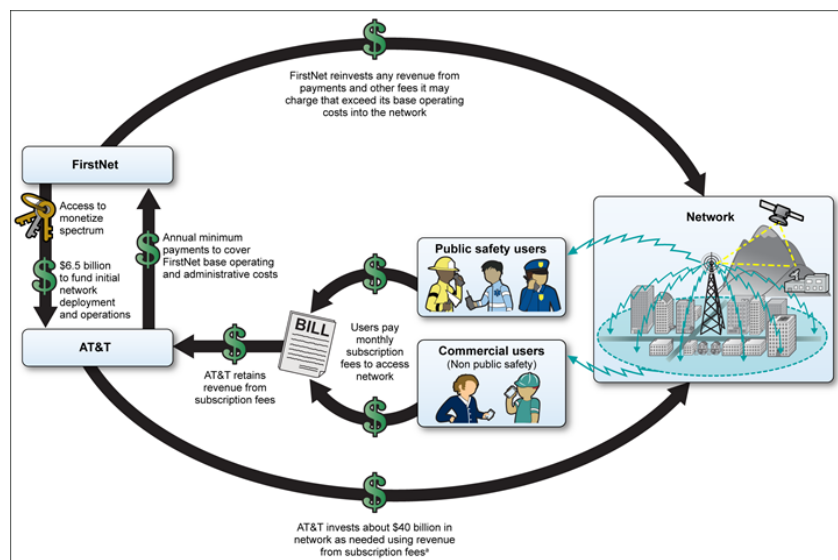 FirstNet reinvests any revenue from
payments and other fees it may
charge that exceed its base operating
costs into the network
FirstNet
Access to
monetize
spectrum
$6.5 billion
to fund initial
network
deployment
and operations
Annual minimum
payments to cover
FirstNet base operating
and administrative costs
AT&T
AT&T retains
revenue from
subscription fees
BILL
Users pay
monthly
subscription
fees to access
network
Public safety users
Commercial users
(Non public safety)
Network
AT&T invests about $40 billion in
network as needed using revenue
from subscription feesᵃ
$
$
$
$
$
$
$